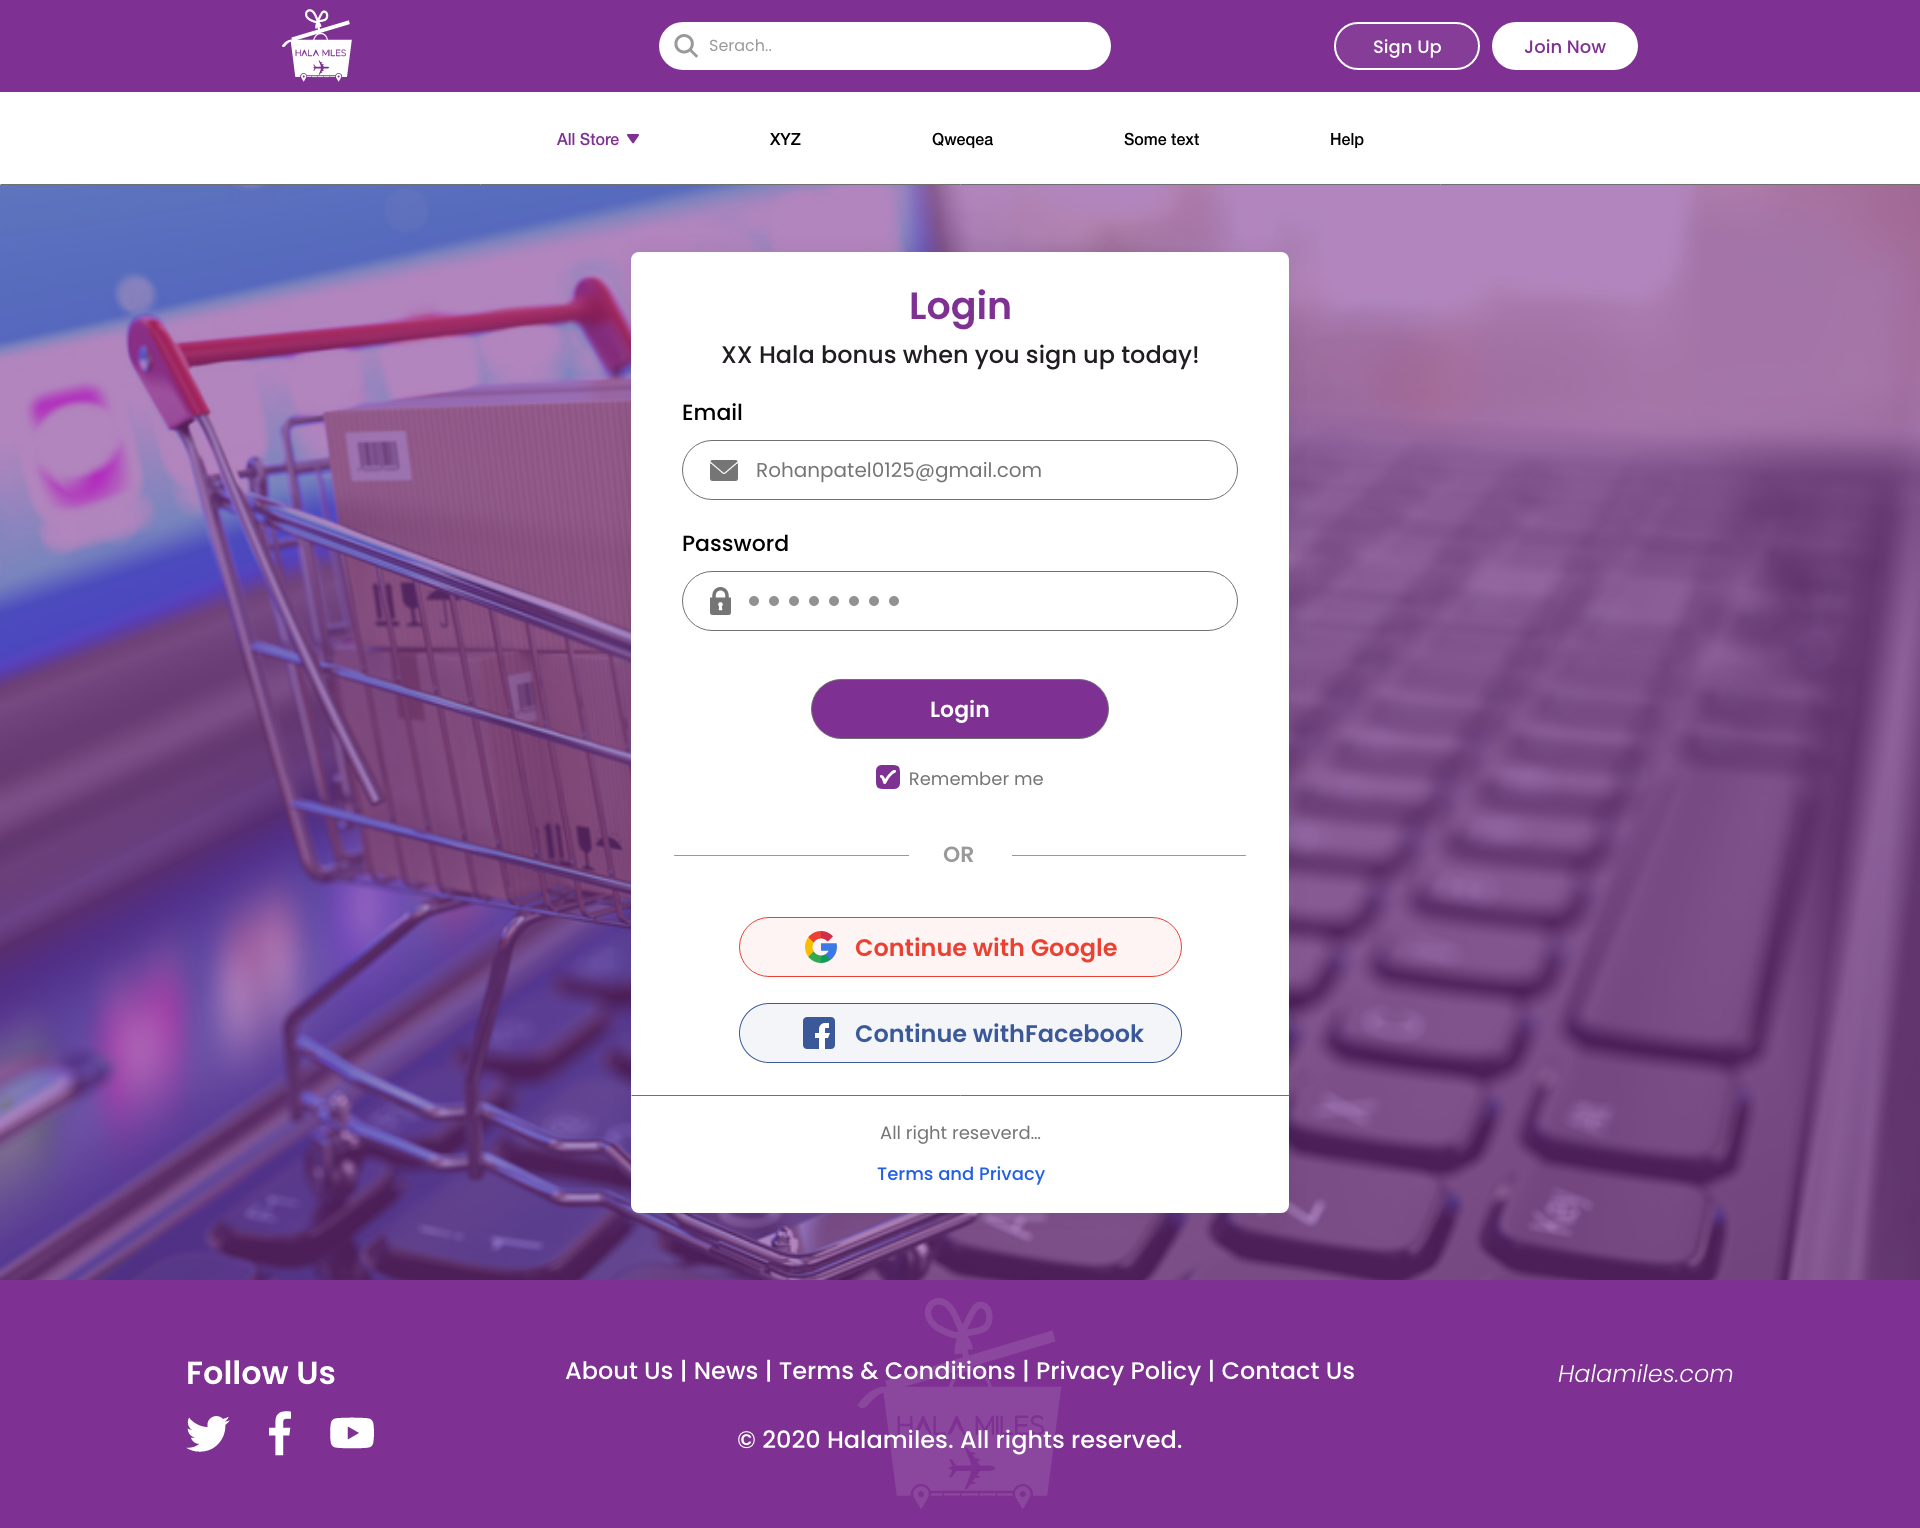 HALA MILES
Serach..
Sign Up
Join Now
All Store
XYZ
Qweqea
Some text
Help
Login
XX Hala bonus when you sign up today!
Email
Rohanpatel0125@gmail.com
Password
Login
Remember me
OR
Continue with Google
Continue withFacebook
All right reseverd...
Terms and Privacy
Follow Us
About Us | News | Terms & Conditions | Privacy Policy | Contact Us
Halamiles.com
HALA MILES
© 2020 Halamiles. All rights reserved.